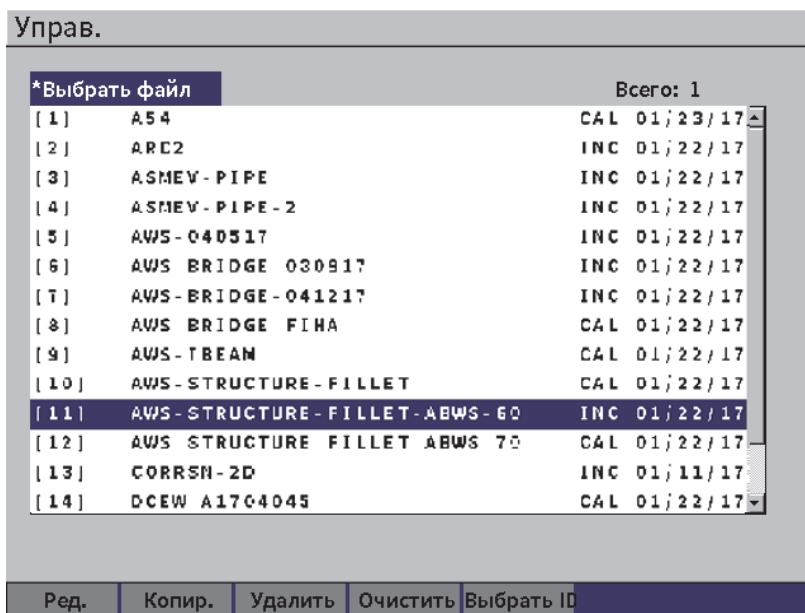 Управ.
*Выбрать файл Всего: 1
[1] A54 CAL 01/23/17
[2] ARC2 INC 01/22/17
[3] ASMEV-PIPE INC 01/22/17
[4] ASMEV-PIPE-2 INC 01/22/17
[5] AWS-040517 INC 01/22/17
[6] AWS BRIDGE 030917 INC 01/22/17
[7] AWS-BRIDGE-041217 INC 01/22/17
[8] AWS BRIDGE CAL 01/22/17
[9] AWS-TBEAM CAL 01/22/17
[10] AWS-STRUCTURE-FILLET CAL 01/22/17
[11] AWS-STRUCTURE-FILLET-ABWS-60 INC 01/22/17
[12] AWS STRUCTURE FILLET ABWS 70 CAL 01/22/17
[13] CORRSN-2D INC 01/11/17
[14] DCEW A1704045 CAL 01/22/17
Ред. Копир. Удалить Очистить Выбрать ID